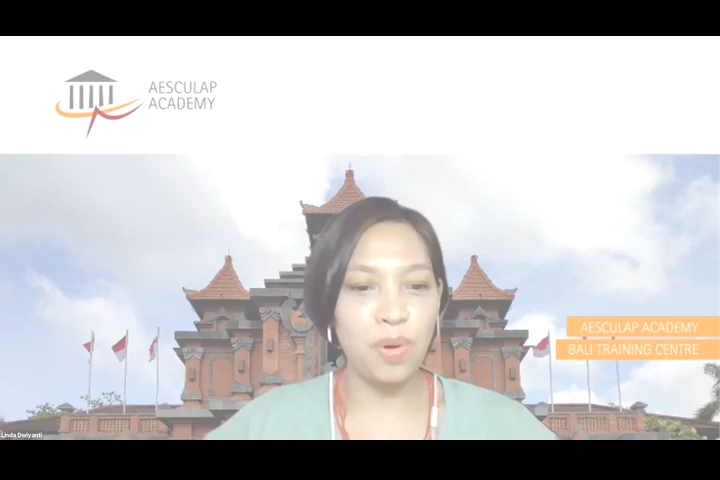 AESCULAP
ACADEMY
AESCULAP ACADEMY
BALI TRAINING CENTRE
Linda Dwiyanti